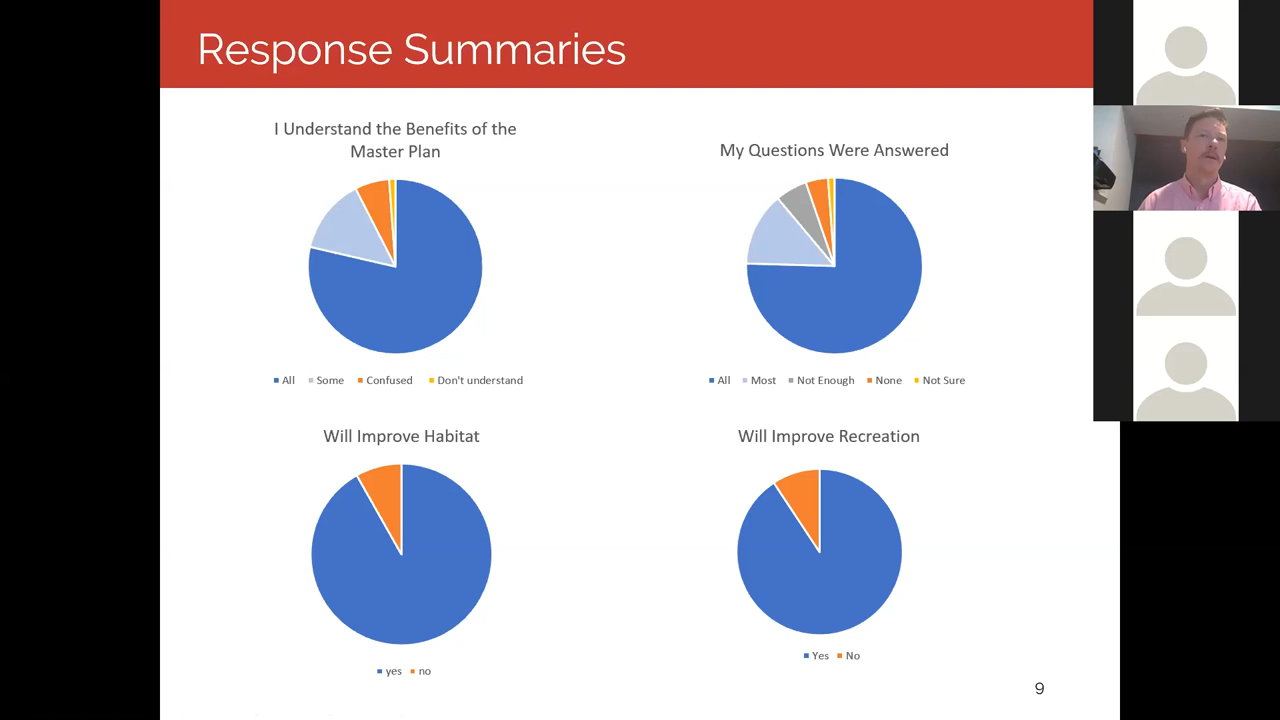 Response Summaries
I Understand the Benefits of the
Master Plan
All Some Confused Don't understand
My Questions Were Answered
All Most Not Enough None Not Sure
Will Improve Habitat
yes no
Will Improve Recreation
Yes No
9